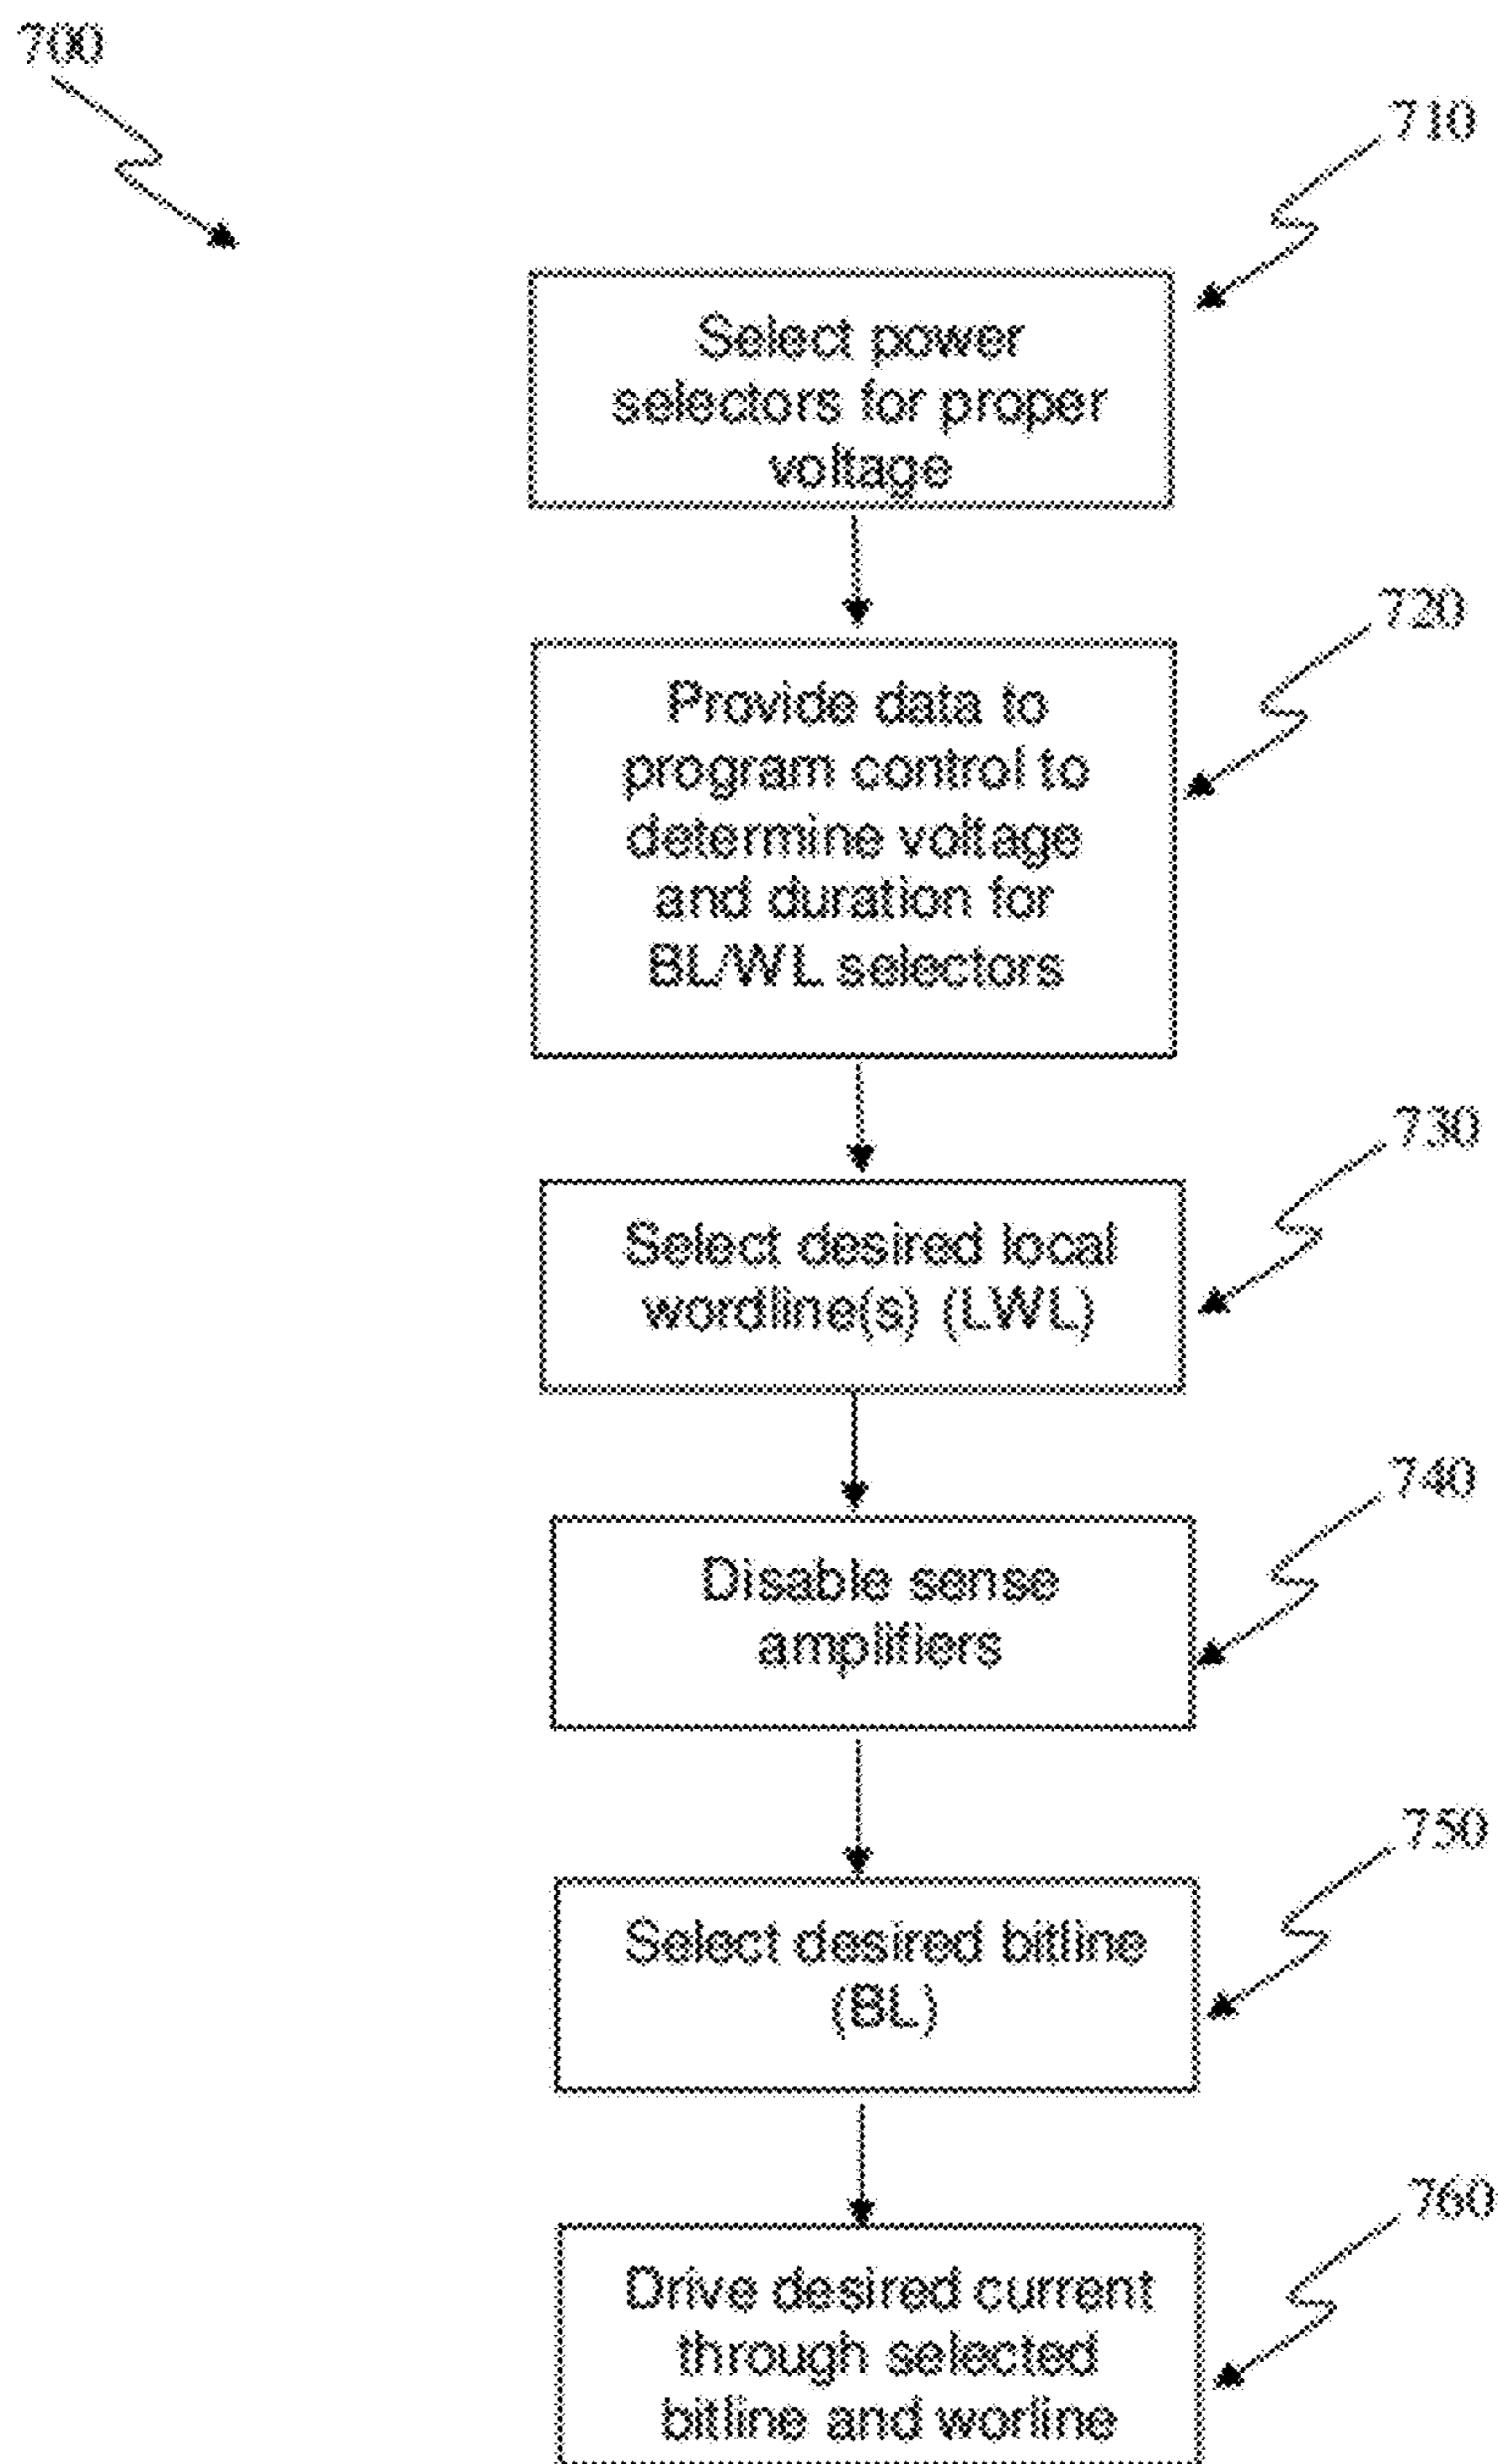 700
710
Select power
selectors for proper
voltage
720
Provide data to
program control to
determine voltage
and duration for
BL/WL selectors
730
Select desired local
wordline(s) (LWL)
740
Disable sense
amplifiers
750
Select desired bitline
(BL)
760
Drive desired current
through selected
bitline and worline